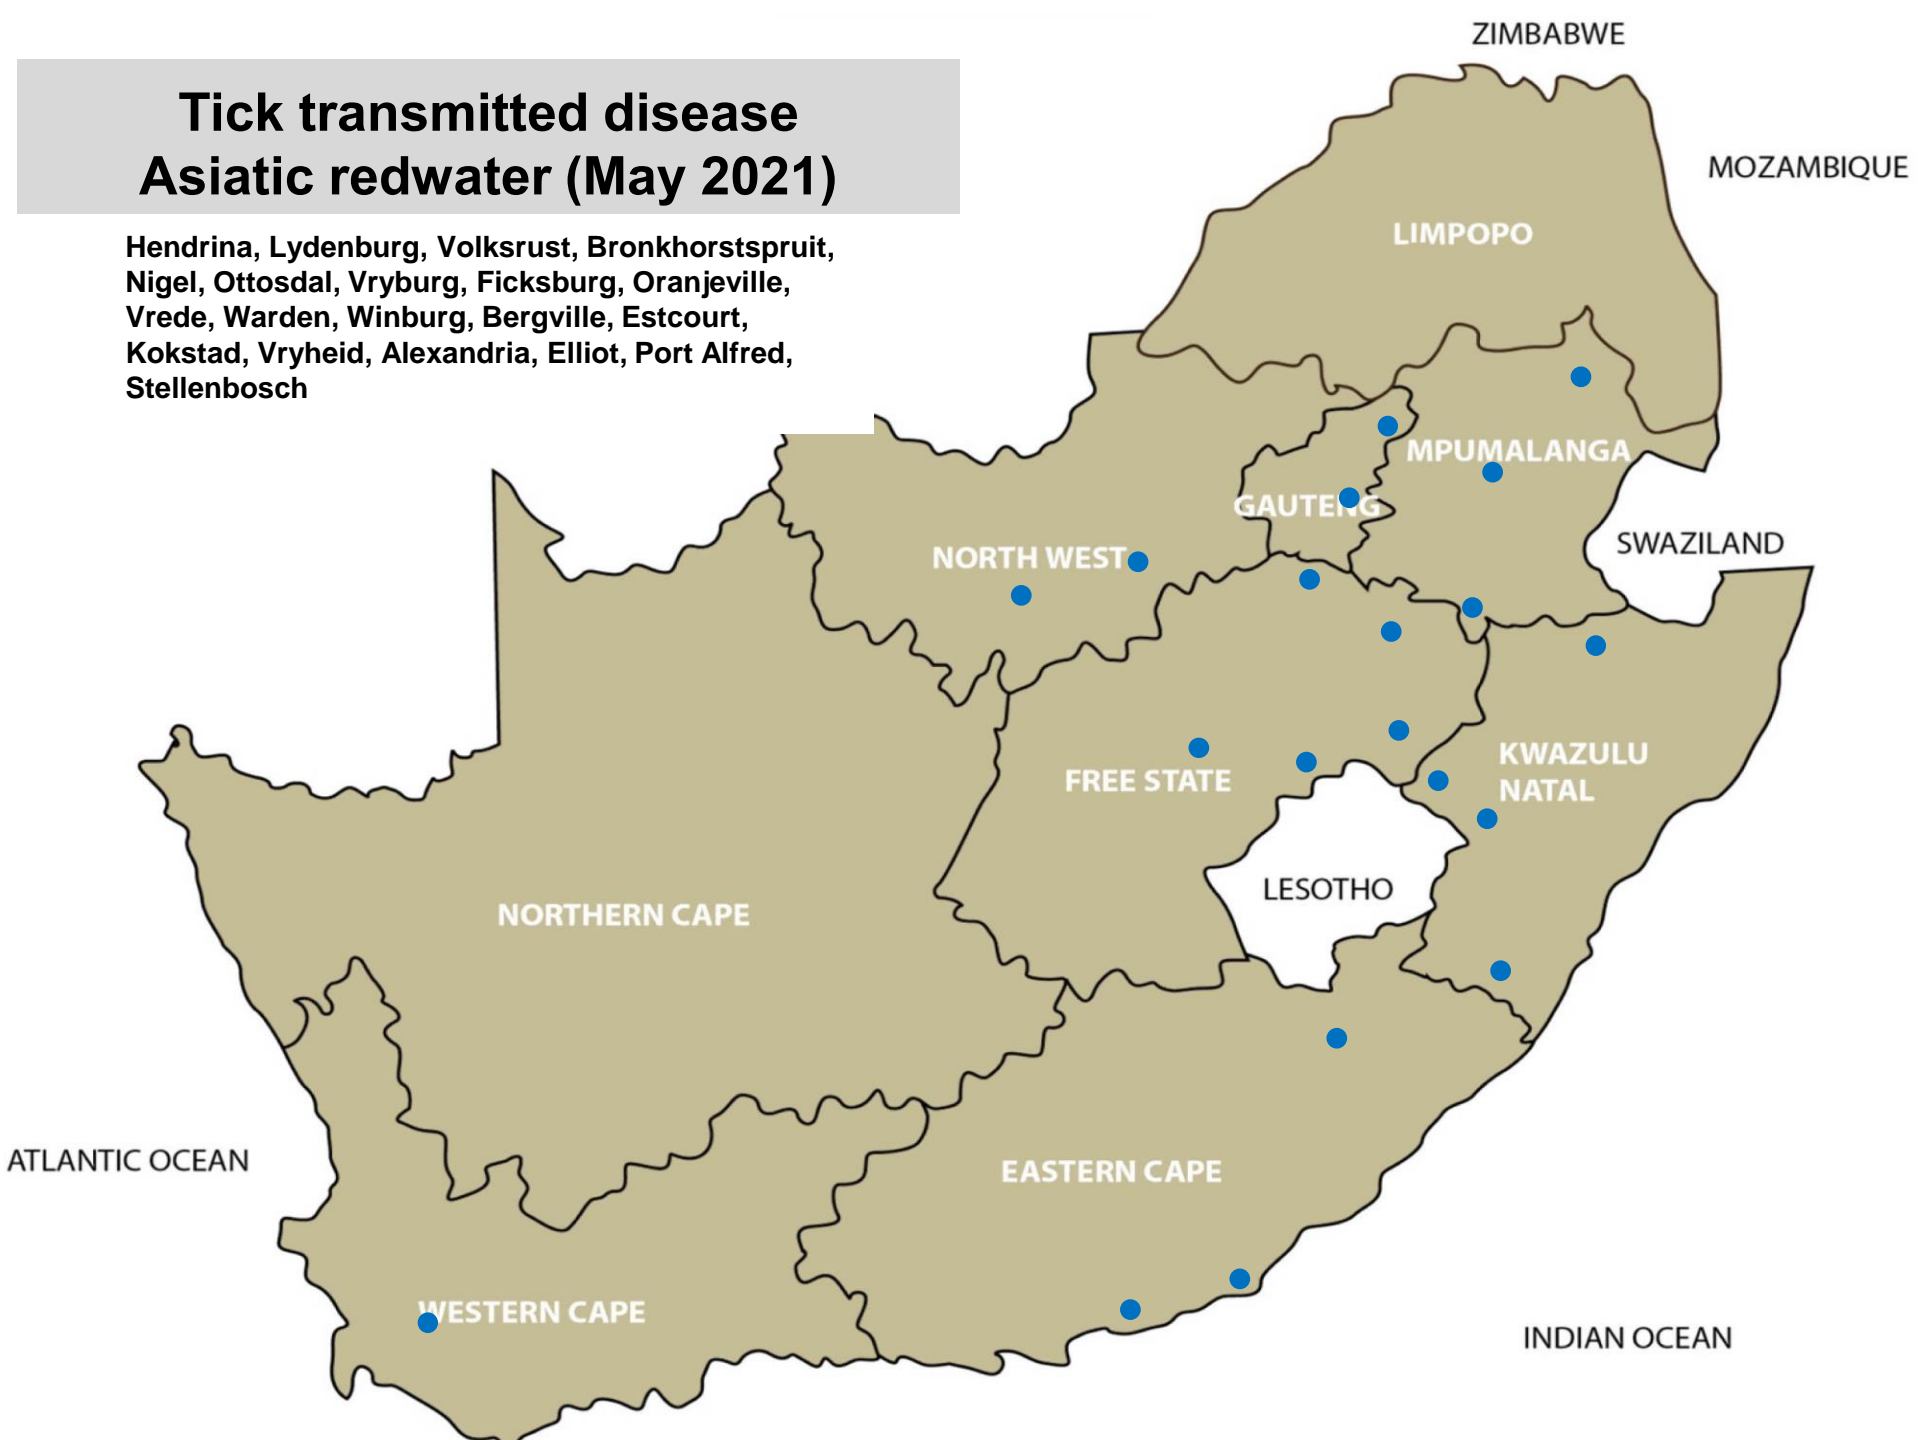 Tick transmitted disease
Asiatic redwater (May 2021)
Hendrina, Lydenburg, Volksrust, Bronkhorstspruit,
Nigel, Ottosdal, Vryburg, Ficksburg, Oranjeville,
Vrede, Warden, Winburg, Bergville, Estcourt,
Kokstad, Vryheid, Alexandria, Elliot, Port Alfred,
Stellenbosch
ZIMBABWE
MOZAMBIQUE
LIMPOPO
MPUMALANGA
GAUTENG
SWAZILAND
NORTH WEST
KWAZULU
NATAL
FREE STATE
LESOTHO
NORTHERN CAPE
ATLANTIC OCEAN
EASTERN CAPE
WESTERN CAPE
INDIAN OCEAN